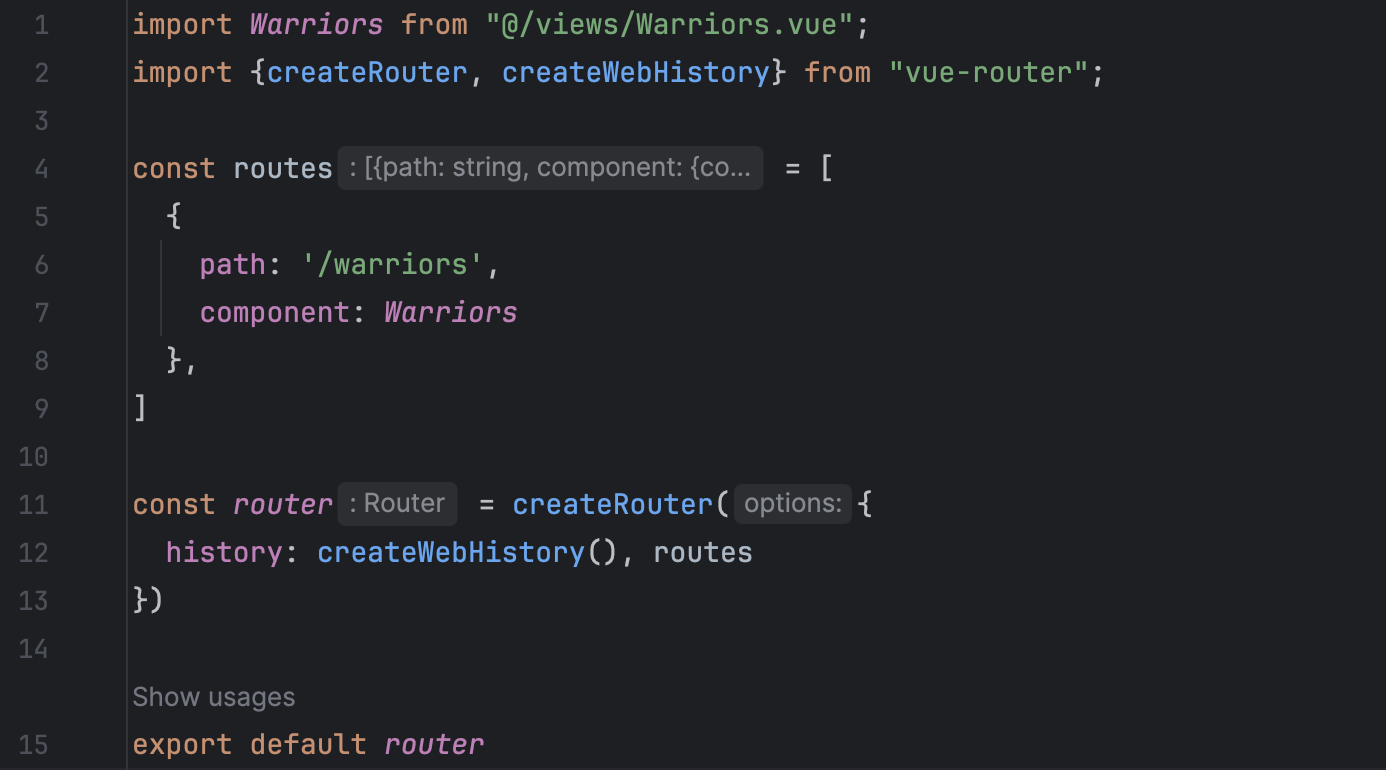 1 import Warriors from "@/views/Warriors.vue";
2 import {createRouter, createWebHistory} from "vue-router";
3
4 const routes : [{path: string, component: {co... = [
5   {
6     path: '/warriors',
7     component: Warriors
8   },
9 ]
10
11 const router : Router = createRouter( options: {
12   history: createWebHistory(), routes
13 })
14
Show usages
15 export default router